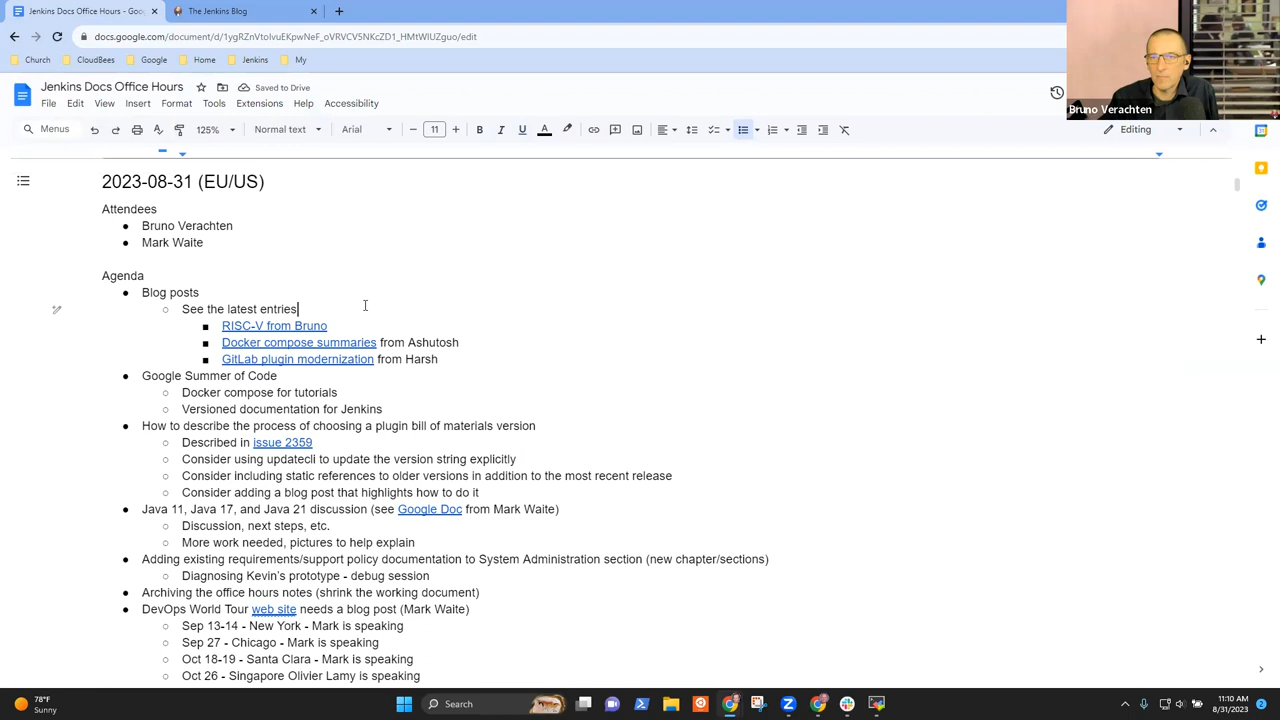 Jenkins Docs Office Hours - Goo
The Jenkins Blog
docs.google.com/document/d/1ygRZnVtoIvuEKpwNeF_oVRVCV5NKcZD1_HMtWIUZguo/edit
Church
CloudBees
Google
Home
Jenkins
My
Jenkins Docs Office Hours
Saved to Drive
File Edit View Insert Format Tools Extensions Help Accessibility
Bruno Verachten
Menus
125%
Normal text
Arial
11
Editing
2023-08-31 (EU/US)
Attendees
Bruno Verachten
Mark Waite
Agenda
Blog posts
See the latest entries
RISC-V from Bruno
Docker compose summaries from Ashutosh
GitLab plugin modernization from Harsh
Google Summer of Code
Docker compose for tutorials
Versioned documentation for Jenkins
How to describe the process of choosing a plugin bill of materials version
Described in issue 2359
Consider using updatecli to update the version string explicitly
Consider including static references to older versions in addition to the most recent release
Consider adding a blog post that highlights how to do it
Java 11, Java 17, and Java 21 discussion (see Google Doc from Mark Waite)
Discussion, next steps, etc.
More work needed, pictures to help explain
Adding existing requirements/support policy documentation to System Administration section (new chapter/sections)
Diagnosing Kevin's prototype - debug session
Archiving the office hours notes (shrink the working document)
DevOps World Tour web site needs a blog post (Mark Waite)
Sep 13-14 - New York - Mark is speaking
Sep 27 - Chicago - Mark is speaking
Oct 18-19 - Santa Clara - Mark is speaking
Oct 26 - Singapore Olivier Lamy is speaking
78°F
Sunny
Search
11:10 AM
8/31/2023